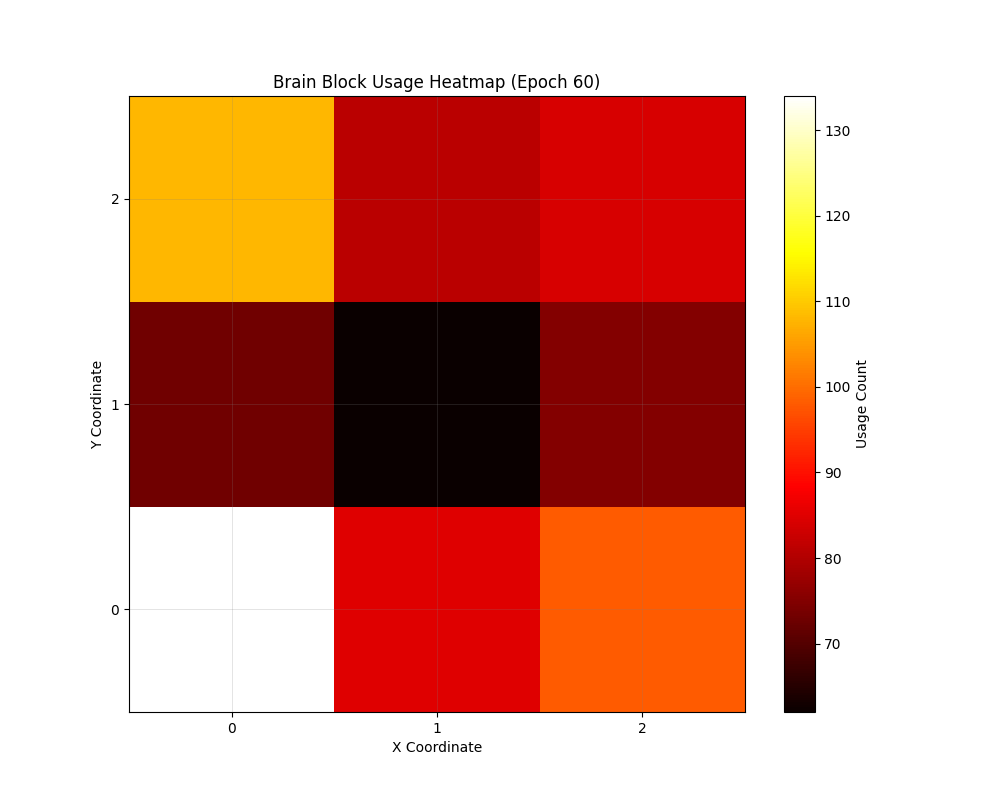 Brain Block Usage Heatmap (Epoch 60)
130
120
110
100
90
80
70
Usage Count
2
1
0
Y Coordinate
0 1 2
X Coordinate